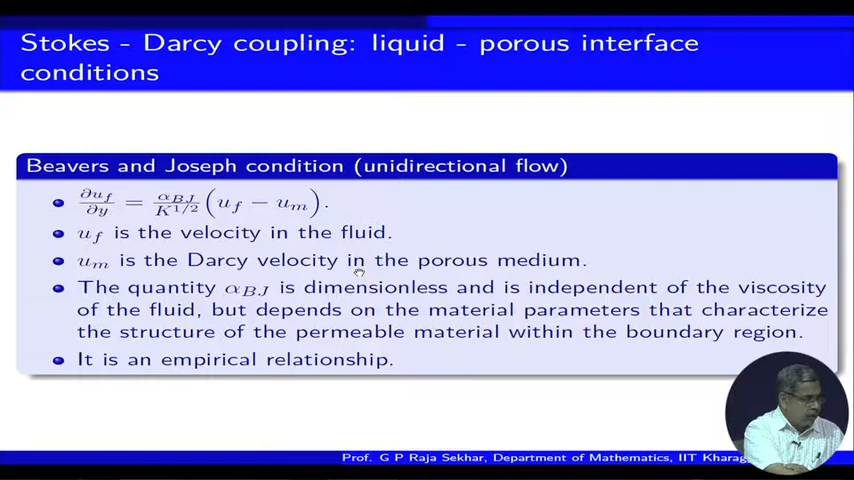 Stokes - Darcy coupling: liquid - porous interface
conditions
Beavers and Joseph condition (unidirectional flow)
∂u_f/∂y = α_BJ/K^{1/2} (u_f − u_m).
u_f is the velocity in the fluid.
u_m is the Darcy velocity in the porous medium.
The quantity α_BJ is dimensionless and is independent of the viscosity
of the fluid, but depends on the material parameters that characterize
the structure of the permeable material within the boundary region.
It is an empirical relationship.
Prof. G P Raja Sekhar, Department of Mathematics, IIT Kharag